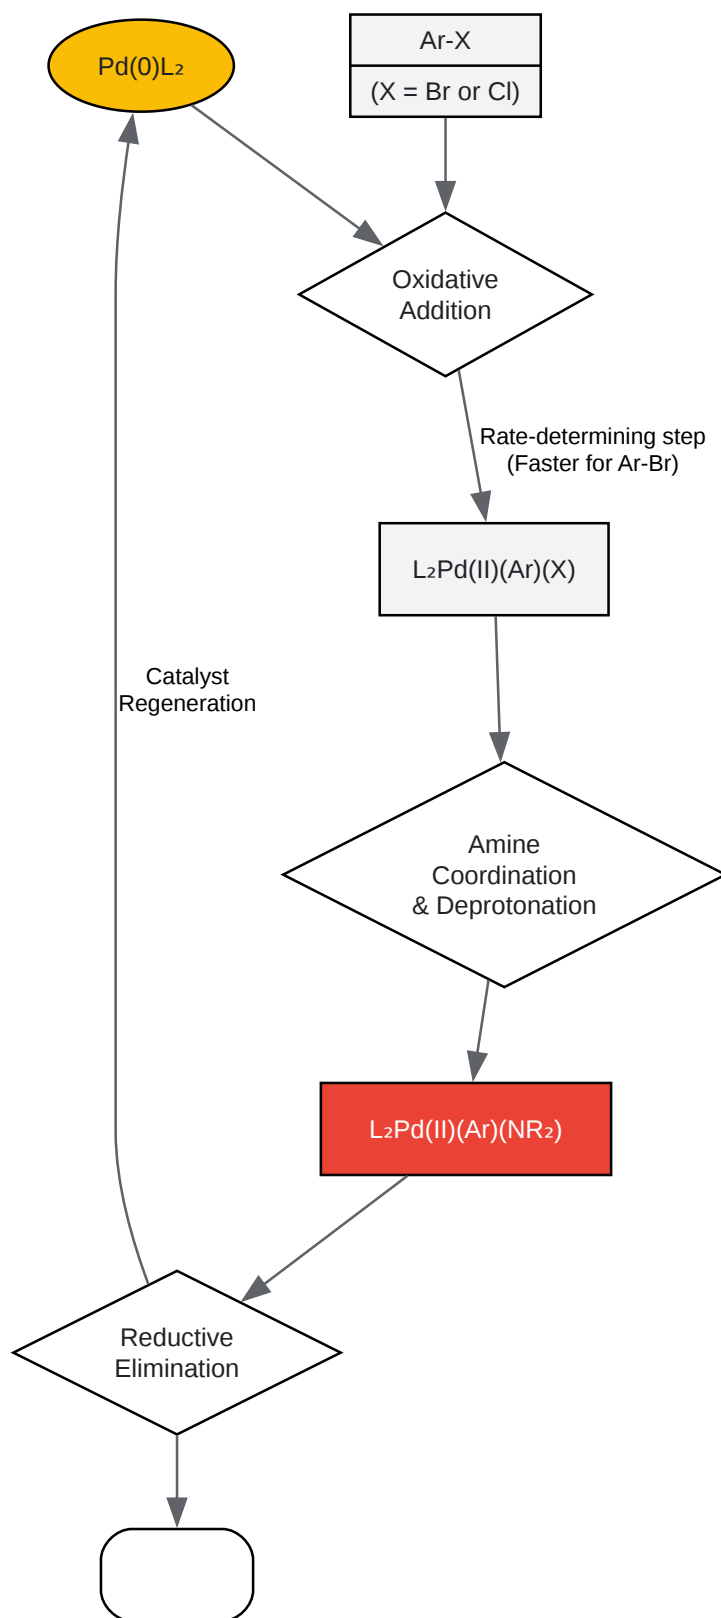 Pd(0)L₂
Ar-X
(X = Br or Cl)
Oxidative
Addition
Rate-determining step
(Faster for Ar-Br)
L₂Pd(II)(Ar)(X)
Catalyst
Regeneration
Amine
Coordination
& Deprotonation
L₂Pd(II)(Ar)(NR₂)
Reductive
Elimination